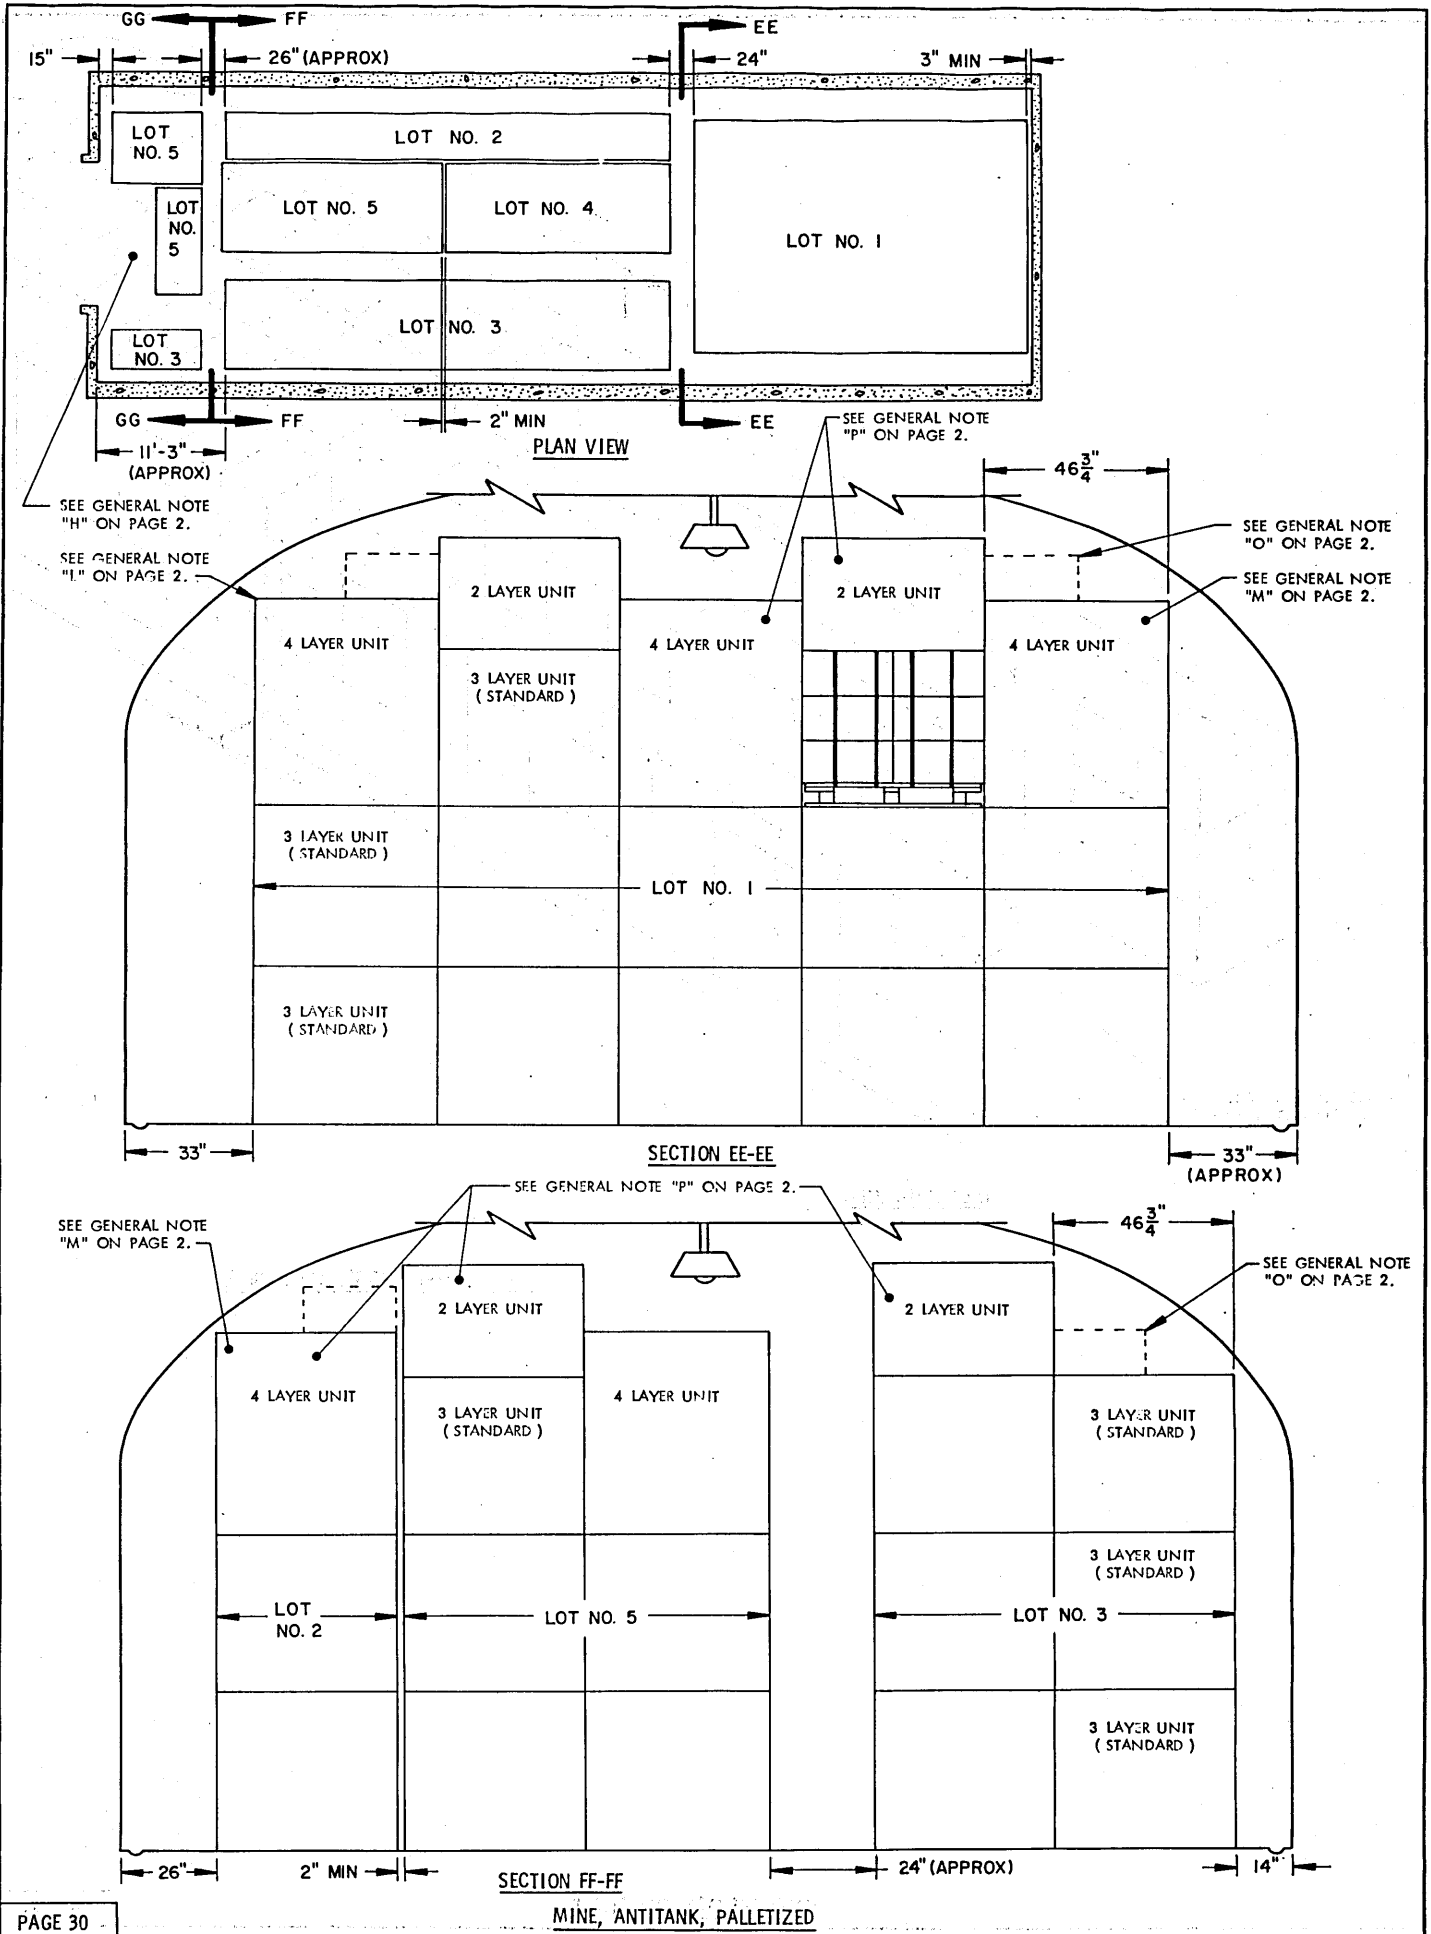 GG
FF
EE
15"
26" (APPROX)
24"
3" MIN
LOT
NO. 5
LOT NO. 2
LOT
NO.
5
LOT NO. 5
LOT NO. 4
LOT NO. 1
LOT NO. 3
LOT
NO. 3
GG
FF
2" MIN
EE
11'-3"
(APPROX)
PLAN VIEW
SEE GENERAL NOTE
"P" ON PAGE 2.
46 3/4"
SEE GENERAL NOTE
"H" ON PAGE 2.
SEE GENERAL NOTE
"L" ON PAGE 2.
SEE GENERAL NOTE
"O" ON PAGE 2.
SEE GENERAL NOTE
"M" ON PAGE 2.
2 LAYER UNIT
2 LAYER UNIT
4 LAYER UNIT
4 LAYER UNIT
4 LAYER UNIT
3 LAYER UNIT
( STANDARD )
3 LAYER UNIT
( STANDARD )
LOT NO. 1
3 LAYER UNIT
( STANDARD )
33"
SECTION EE-EE
33"
(APPROX)
SEE GENERAL NOTE "P" ON PAGE 2.
SEE GENERAL NOTE
"M" ON PAGE 2.
46 3/4"
SEE GENERAL NOTE
"O" ON PAGE 2.
2 LAYER UNIT
2 LAYER UNIT
4 LAYER UNIT
4 LAYER UNIT
3 LAYER UNIT
( STANDARD )
3 LAYER UNIT
( STANDARD )
3 LAYER UNIT
( STANDARD )
LOT
NO. 2
LOT NO. 5
LOT NO. 3
3 LAYER UNIT
( STANDARD )
26"
2" MIN
24" (APPROX)
14"
SECTION FF-FF
PAGE 30
MINE, ANTITANK, PALLETIZED